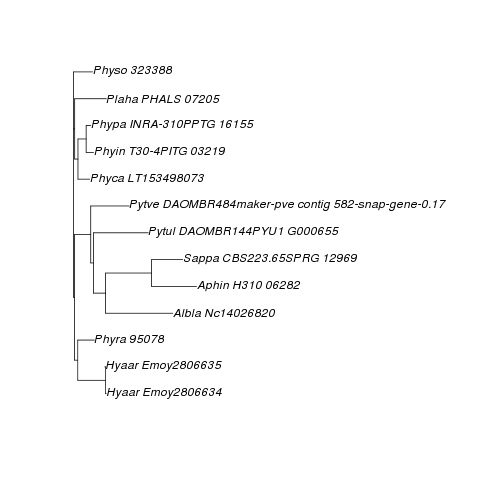 Physo 323388
Plaha PHALS 07205
Phypa INRA-310PPTG 16155
Phyin T30-4PITG 03219
Phyca LT153498073
Pytve DAOMBR484maker-pve contig 582-snap-gene-0.17
Pytul DAOMBR144PYU1 G000655
Sappa CBS223.65SPRG 12969
Aphin H310 06282
Albla Nc14026820
Phyra 95078
Hyaar Emoy2806635
Hyaar Emoy2806634